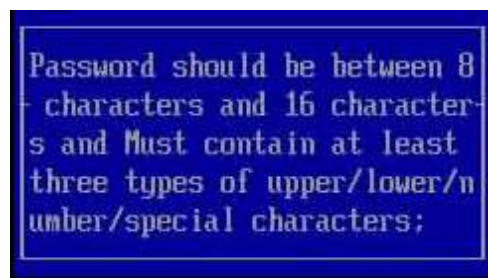 Password should be between 8
characters and 16 character
s and Must contain at least
three types of upper/lower/n
umber/special characters;